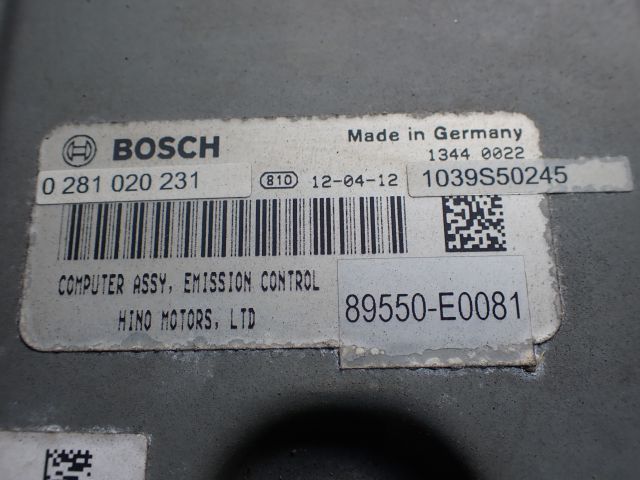 BOSCH
Made in Germany
1344 0022
0 281 020 231
810 12-04-12
1039S50245
COMPUTER ASSY, EMISSION CONTROL
HINO MOTORS, LTD
89550-E0081